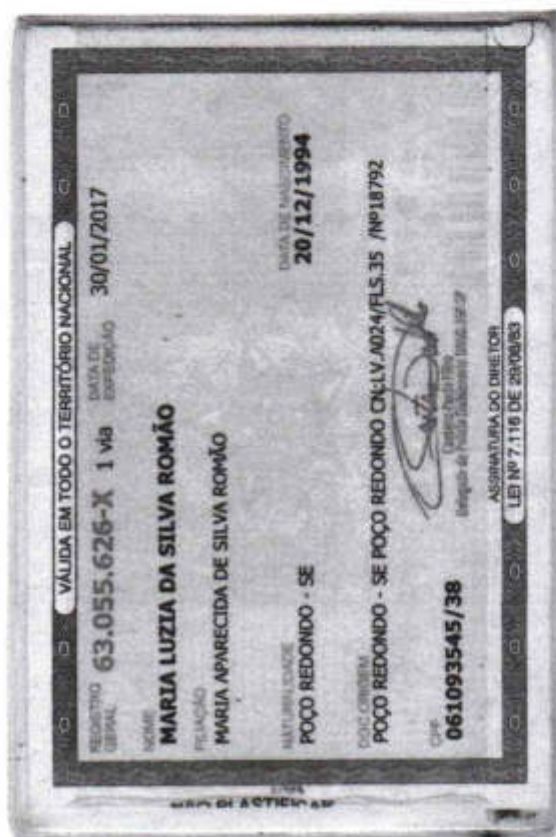 VÁLIDA EM TODO O TERRITÓRIO NACIONAL
REGISTRO GERAL 63.055.626-X 1 via DATA DE EXPEDIÇÃO 30/01/2017
NOME
MARIA LUZIA DA SILVA ROMÃO
FILIAÇÃO
MARIA APARECIDA DE SILVA ROMÃO
NATURALIDADE DATA DE NASCIMENTO
POÇO REDONDO - SE 20/12/1994
DOC. ORIGEM
POÇO REDONDO - SE POÇO REDONDO CN:LV.A024/FLS.35 /Nº18792
CPF
061093545/38
ASSINATURA DO DIRETOR
LEI Nº 7.116 DE 29/08/83
NÃO PLASTIFICAR